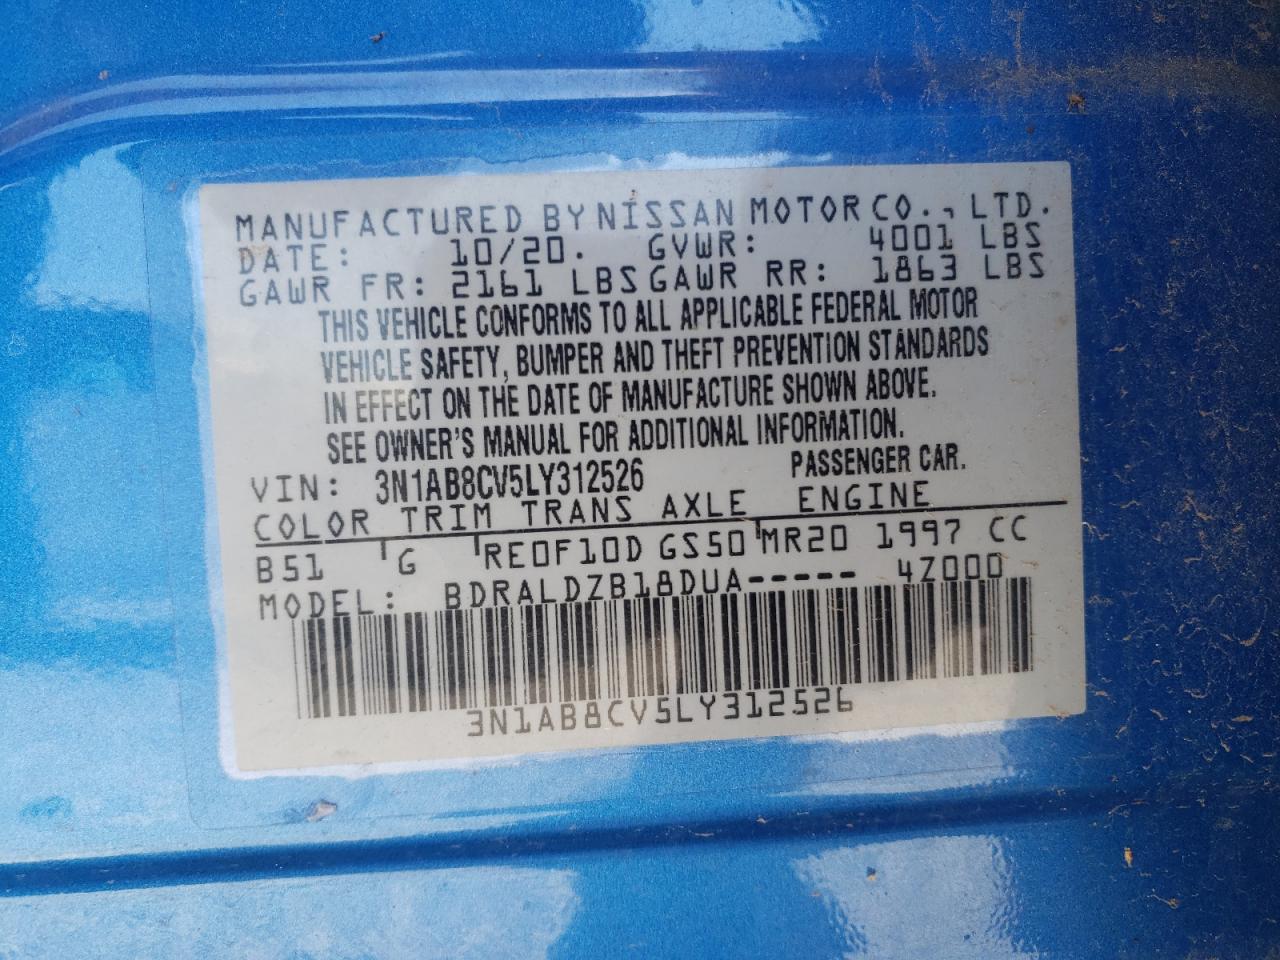 MANUFACTURED BY NISSAN MOTOR CO., LTD.
DATE: 10/20. GVWR: 4001 LBS
GAWR FR: 2161 LBS GAWR RR: 1863 LBS
THIS VEHICLE CONFORMS TO ALL APPLICABLE FEDERAL MOTOR
VEHICLE SAFETY, BUMPER AND THEFT PREVENTION STANDARDS
IN EFFECT ON THE DATE OF MANUFACTURE SHOWN ABOVE.
SEE OWNER'S MANUAL FOR ADDITIONAL INFORMATION.
VIN: 3N1AB8CV5LY312526 PASSENGER CAR.
COLOR TRIM TRANS AXLE ENGINE
B51 G RE0F10D GS50 MR20 1997 CC
MODEL: BDRALDZB18DUA----- 4Z000
3N1AB8CV5LY312526